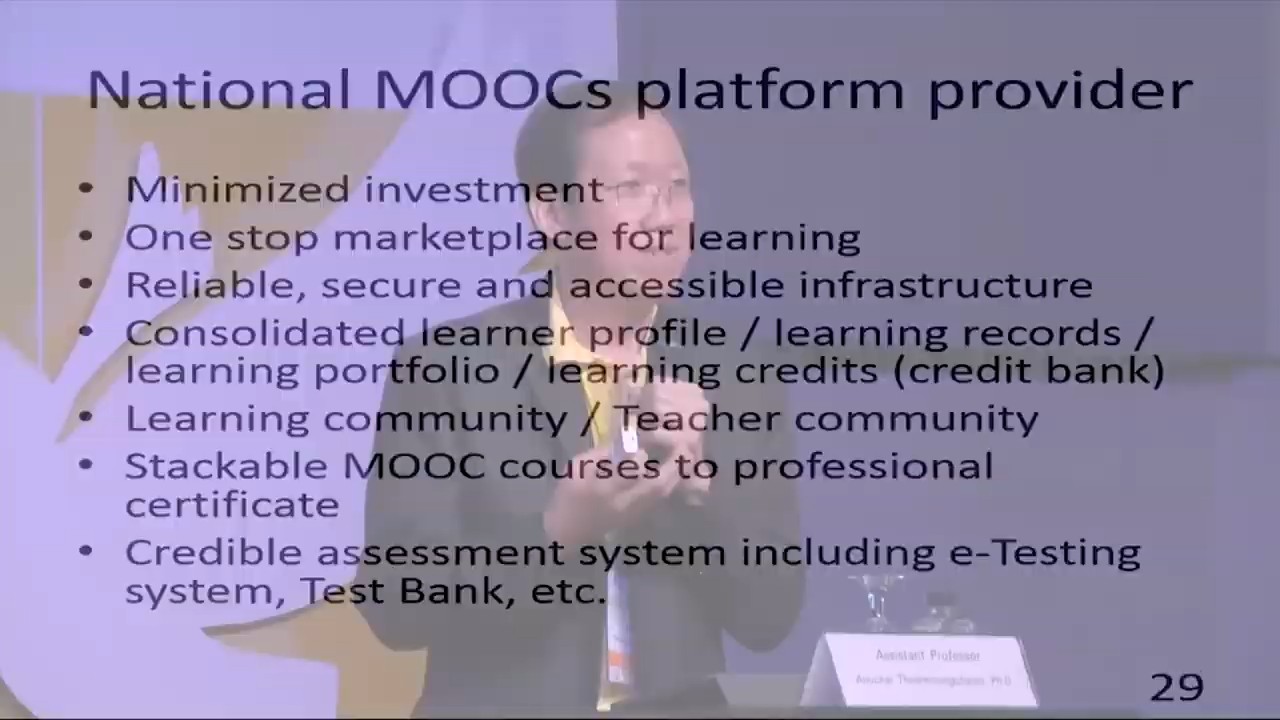 National MOOCs platform provider
• Minimized investment
• One stop marketplace for learning
• Reliable, secure and accessible infrastructure
• Consolidated learner profile / learning records /
learning portfolio / learning credits (credit bank)
• Learning community / Teacher community
• Stackable MOOC courses to professional
certificate
• Credible assessment system including e-Testing
system, Test Bank, etc.
Assistant Professor
Ph.D.
29